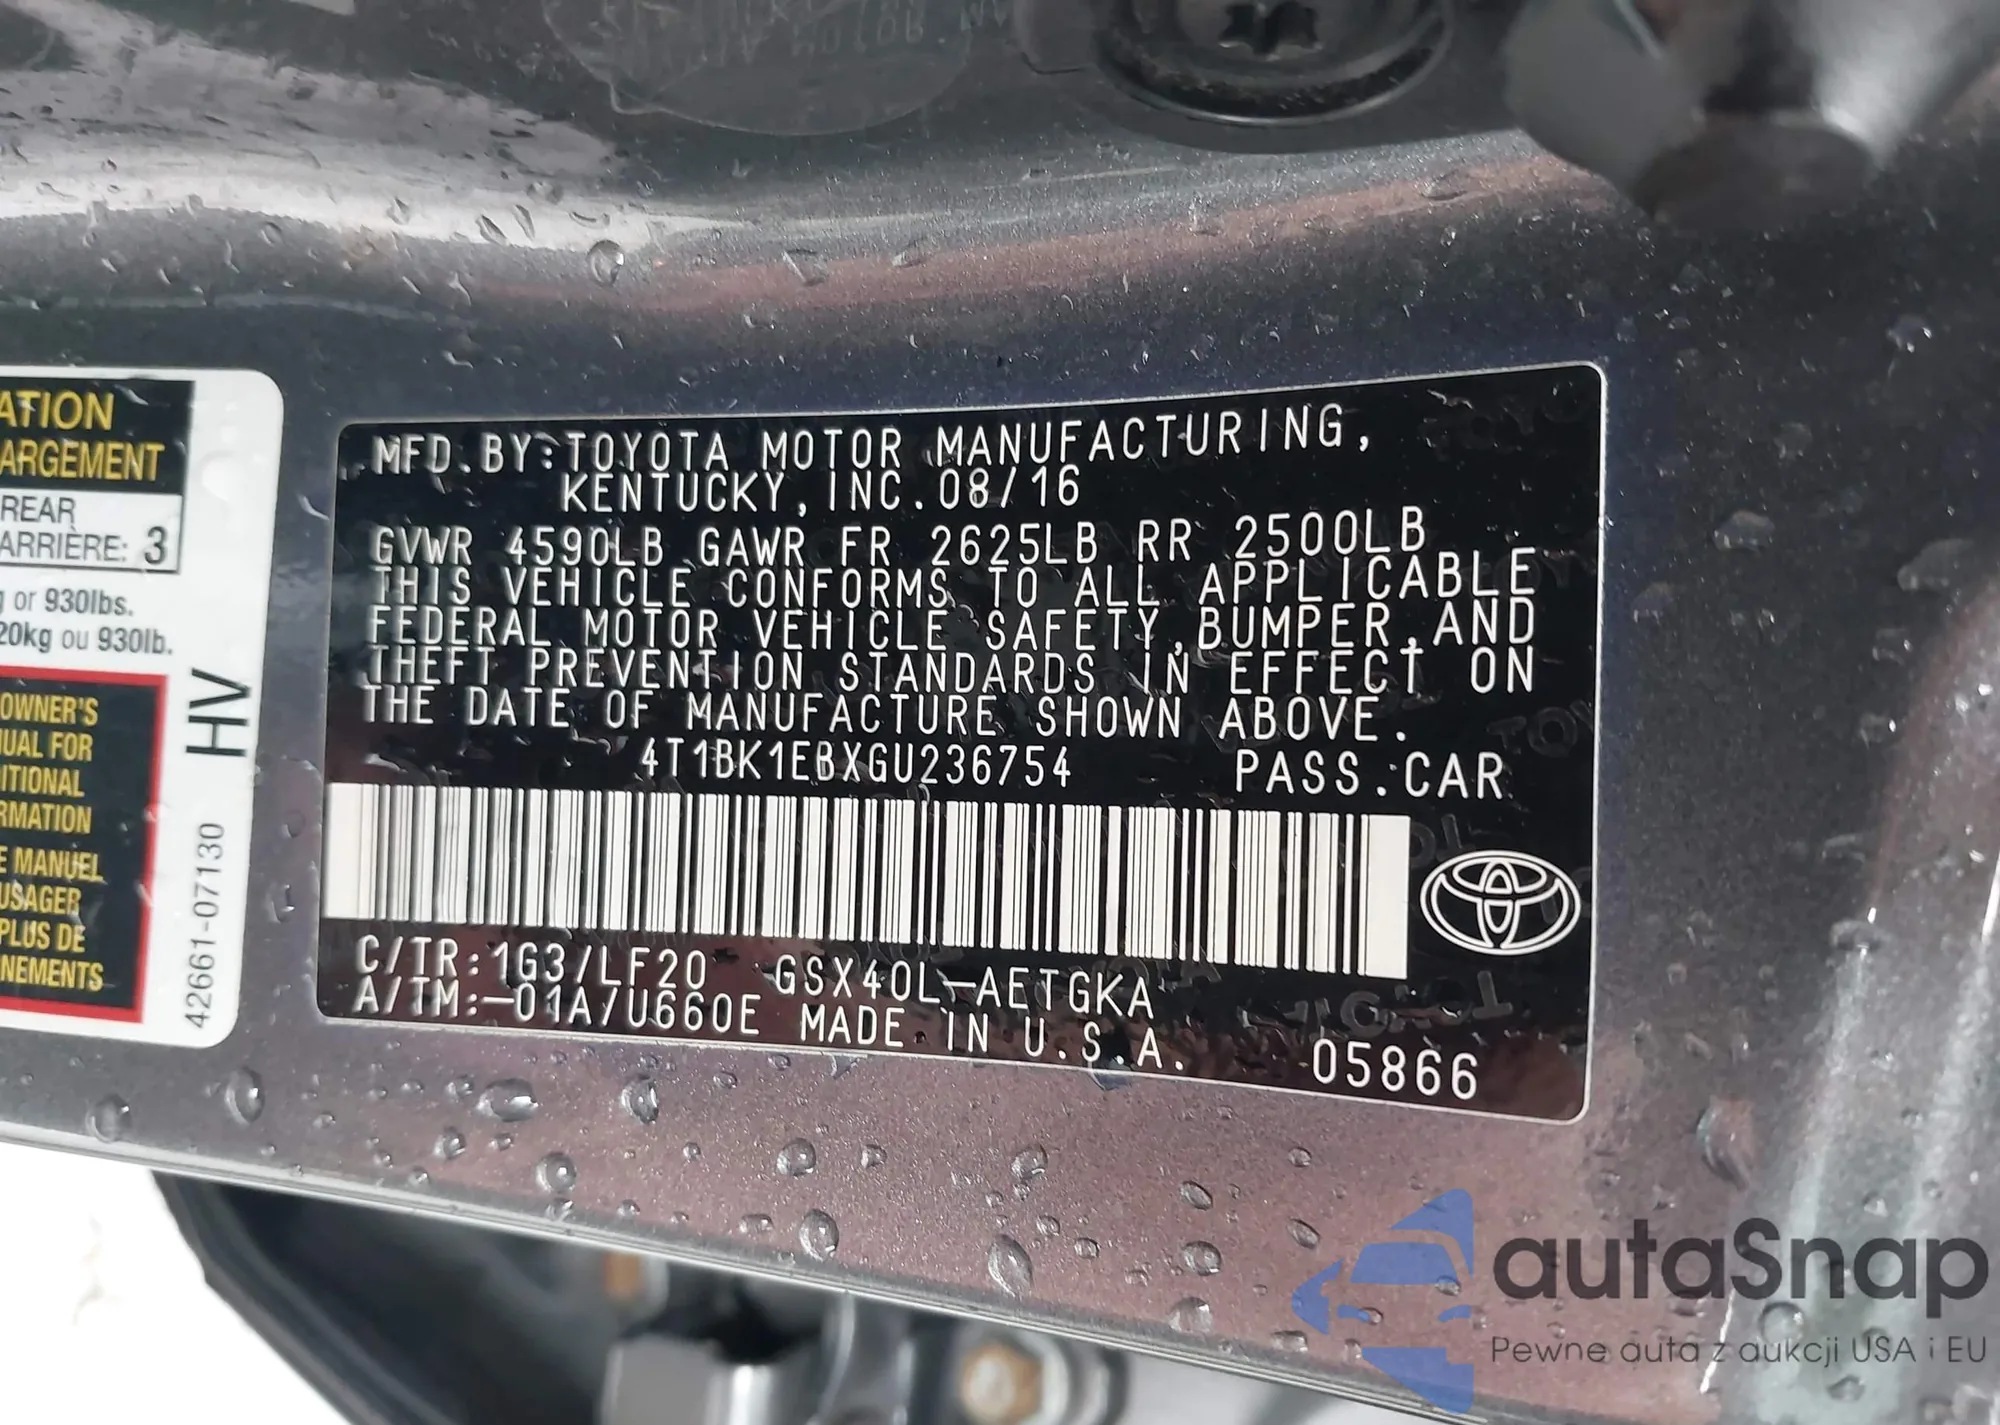 ATION
ARGEMENT
REAR
ARRIÈRE: 3
g or 930lbs.
20kg ou 930lb.
OWNER'S
UAL FOR
ITIONAL
RMATION
E MANUEL
USAGER
PLUS DE
NEMENTS
HV
42661-07130
MFD.BY:TOYOTA MOTOR MANUFACTURING,
KENTUCKY,INC.08/16
GVWR 4590LB GAWR FR 2625LB RR 2500LB
THIS VEHICLE CONFORMS TO ALL APPLICABLE
FEDERAL MOTOR VEHICLE SAFETY,BUMPER,AND
THEFT PREVENTION STANDARDS IN EFFECT ON
THE DATE OF MANUFACTURE SHOWN ABOVE.
4T1BK1EBXGU236754 PASS.CAR
C/TR:1G3/LF20 GSX40L-AETGKA
A/TM:-01A/U660E MADE IN U.S.A. 05866
autaSnap
Pewne auta z aukcji USA i EU